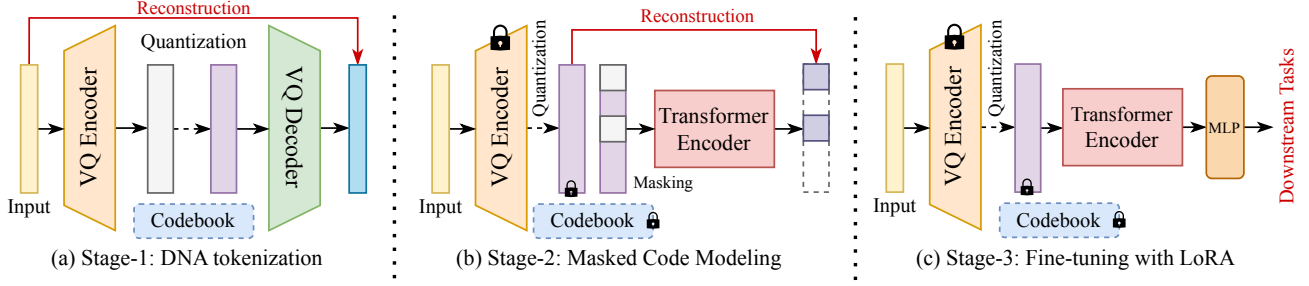 Reconstruction
Quantization
VQ Encoder
VQ Decoder
Input
Codebook
(a) Stage-1: DNA tokenization
Reconstruction
VQ Encoder
Quantization
Transformer
Encoder
Masking
Input
Codebook
(b) Stage-2: Masked Code Modeling
VQ Encoder
Quantization
Transformer
Encoder
MLP
Downstream Tasks
Input
Codebook
(c) Stage-3: Fine-tuning with LoRA